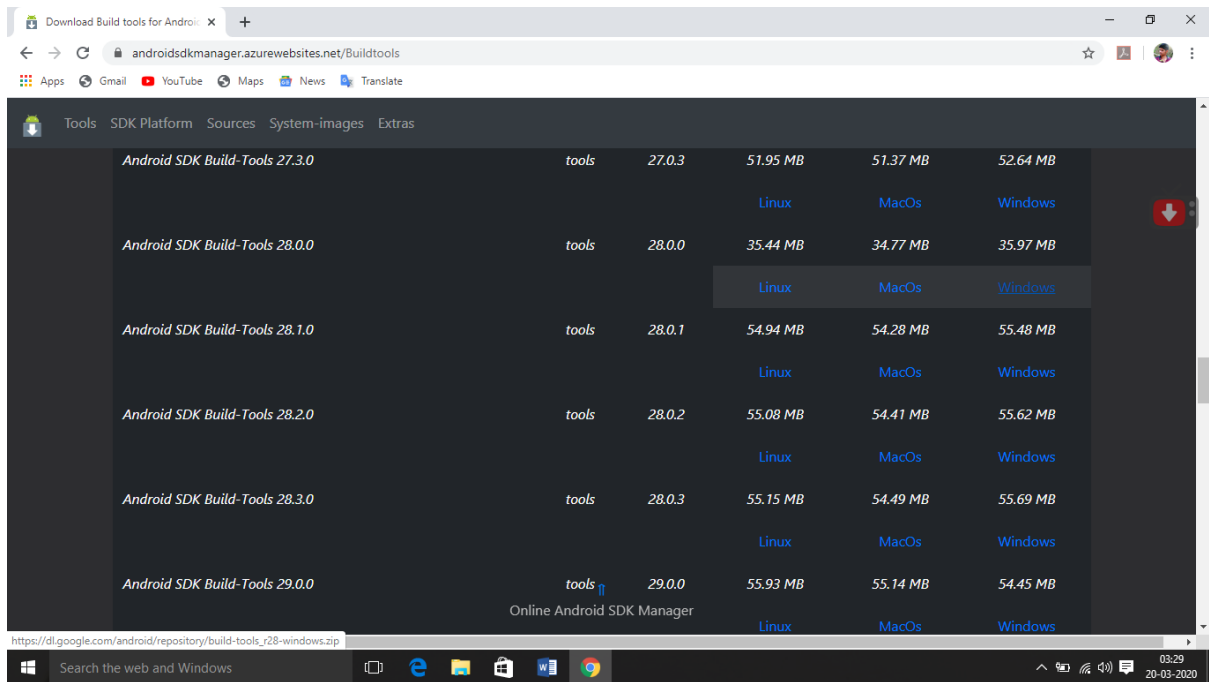 Download Build tools for Androic
androidsdkmanager.azurewebsites.net/Buildtools
Apps Gmail YouTube Maps News Translate
Tools SDK Platform Sources System-images Extras
Android SDK Build-Tools 27.3.0 tools 27.0.3 51.95 MB 51.37 MB 52.64 MB
Linux MacOs Windows
Android SDK Build-Tools 28.0.0 tools 28.0.0 35.44 MB 34.77 MB 35.97 MB
Linux MacOs Windows
Android SDK Build-Tools 28.1.0 tools 28.0.1 54.94 MB 54.28 MB 55.48 MB
Linux MacOs Windows
Android SDK Build-Tools 28.2.0 tools 28.0.2 55.08 MB 54.41 MB 55.62 MB
Linux MacOs Windows
Android SDK Build-Tools 28.3.0 tools 28.0.3 55.15 MB 54.49 MB 55.69 MB
Linux MacOs Windows
Android SDK Build-Tools 29.0.0 tools ⇈ 29.0.0 55.93 MB 55.14 MB 54.45 MB
Online Android SDK Manager
Linux MacOs Windows
https://dl.google.com/android/repository/build-tools_r28-windows.zip
Search the web and Windows
03:29
20-03-2020